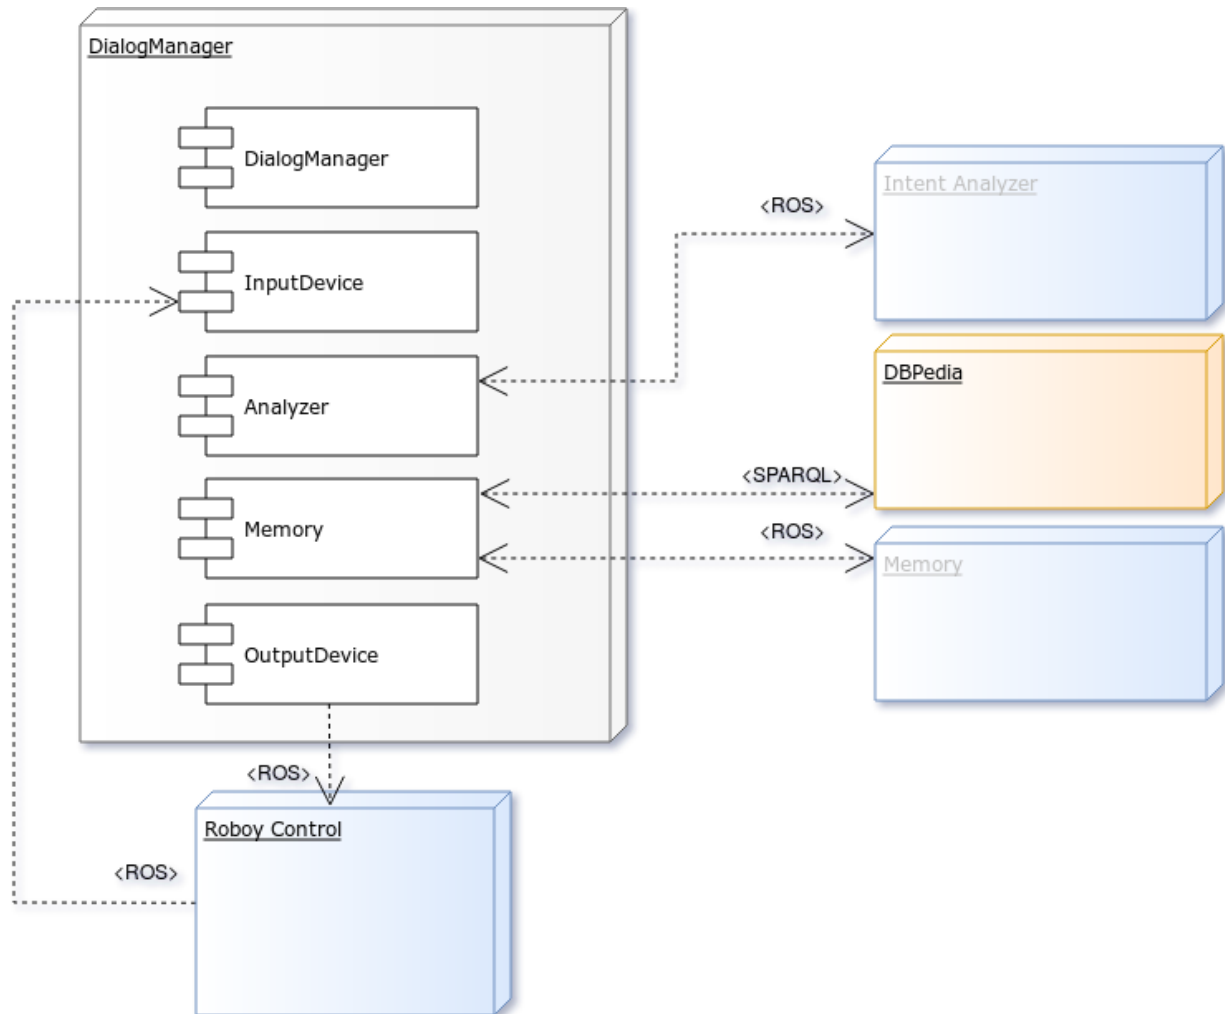 DialogManager
DialogManager
InputDevice
Analyzer
Memory
OutputDevice
<ROS>
Intent Analyzer
DBPedia
<SPARQL>
<ROS>
Memory
<ROS>
Roboy Control
<ROS>